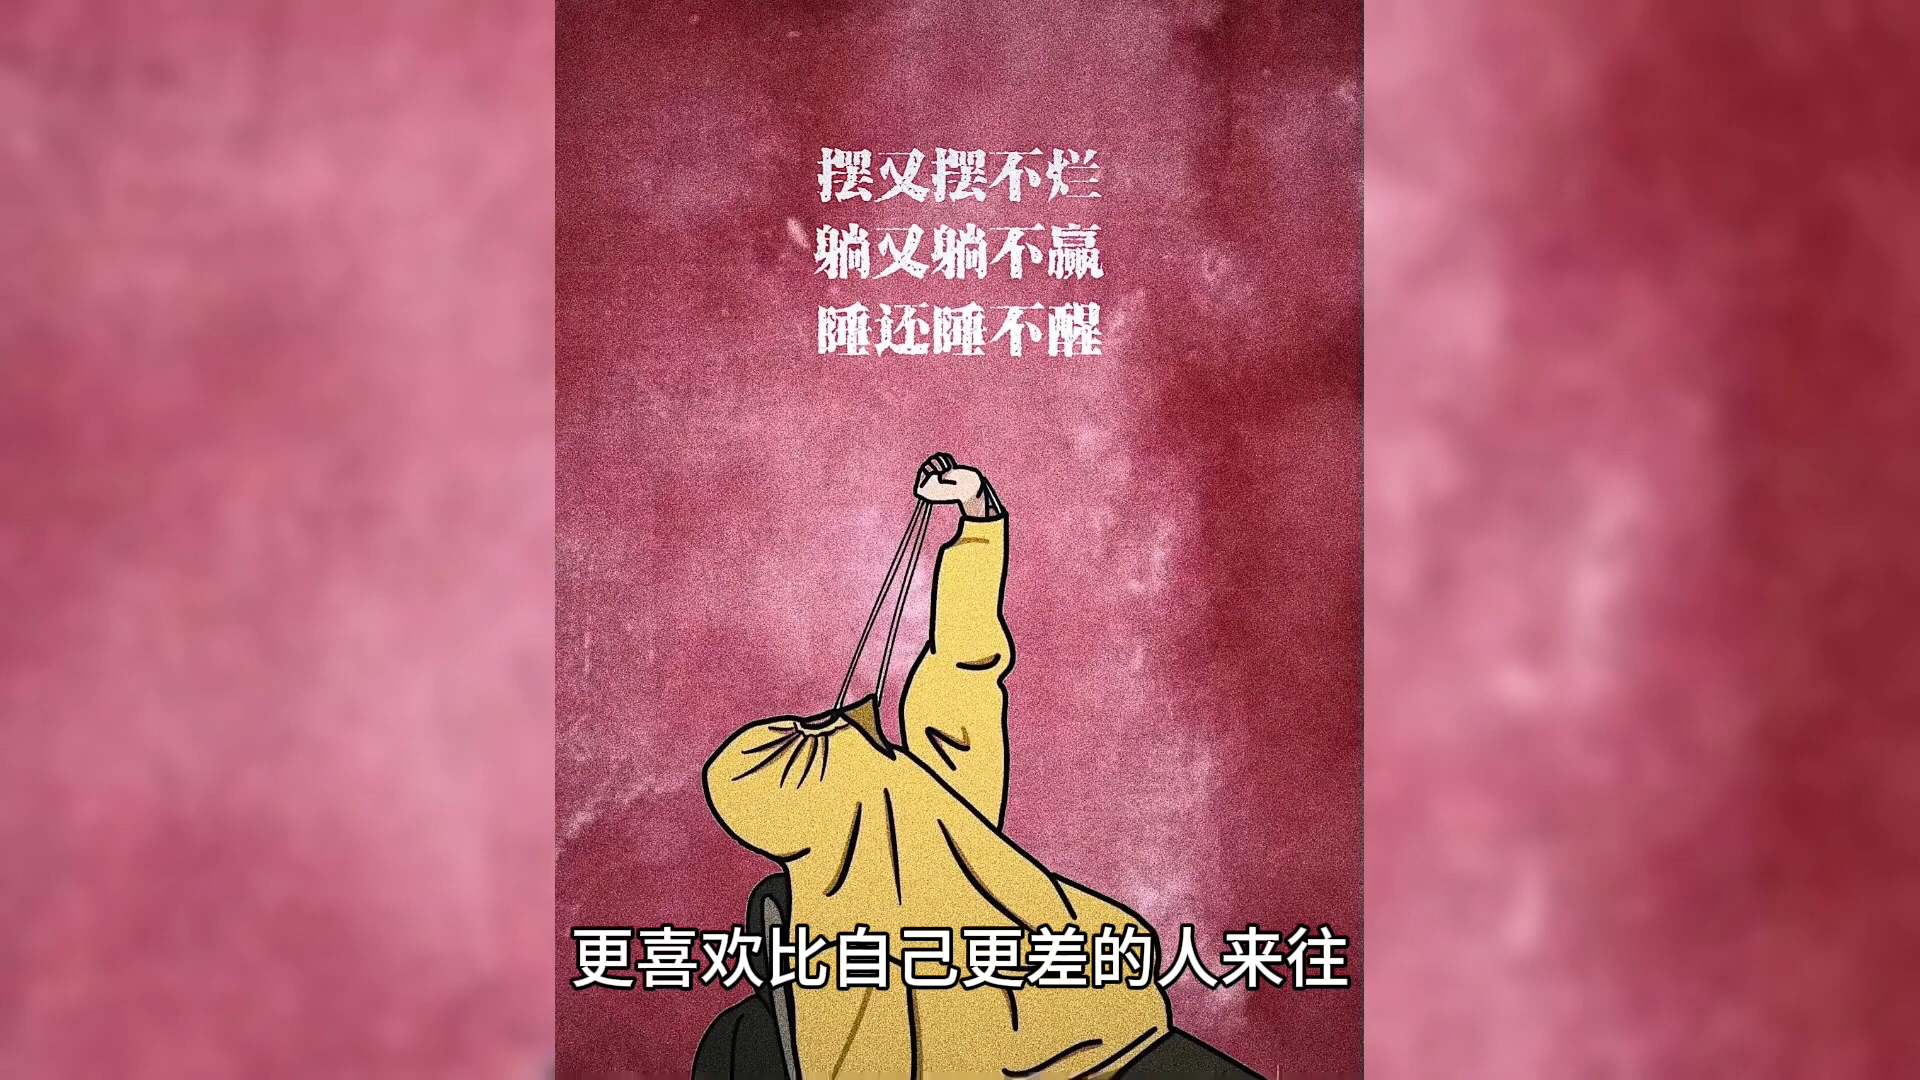 摆又摆不烂
躺又躺不赢
睡还睡不醒
更喜欢比自己更差的人来往